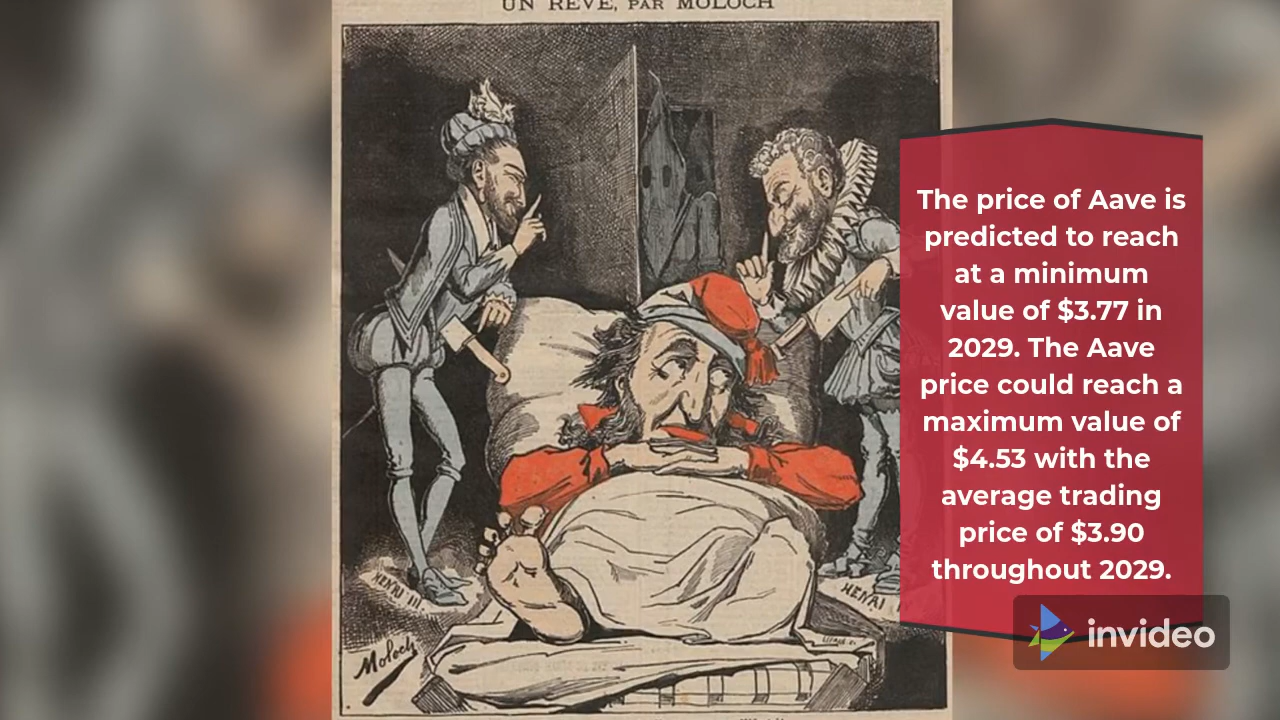 UN RÊVE, PAR MOLOCH
The price of Aave is
predicted to reach
at a minimum
value of $3.77 in
2029. The Aave
price could reach a
maximum value of
$4.53 with the
average trading
price of $3.90
throughout 2029.
HENRI III
HENRI
Moloch
invideo